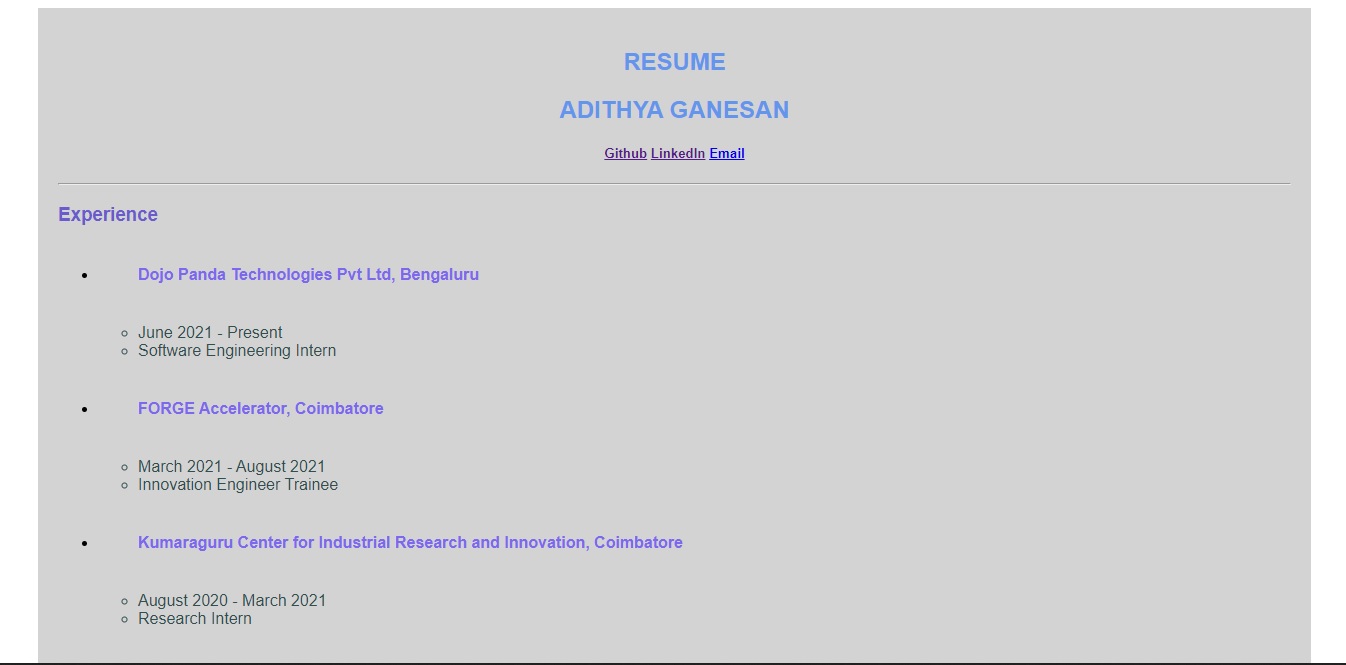 RESUME
ADITHYA GANESAN
Github LinkedIn Email
Experience
Dojo Panda Technologies Pvt Ltd, Bengaluru
June 2021 - Present
Software Engineering Intern
FORGE Accelerator, Coimbatore
March 2021 - August 2021
Innovation Engineer Trainee
Kumaraguru Center for Industrial Research and Innovation, Coimbatore
August 2020 - March 2021
Research Intern